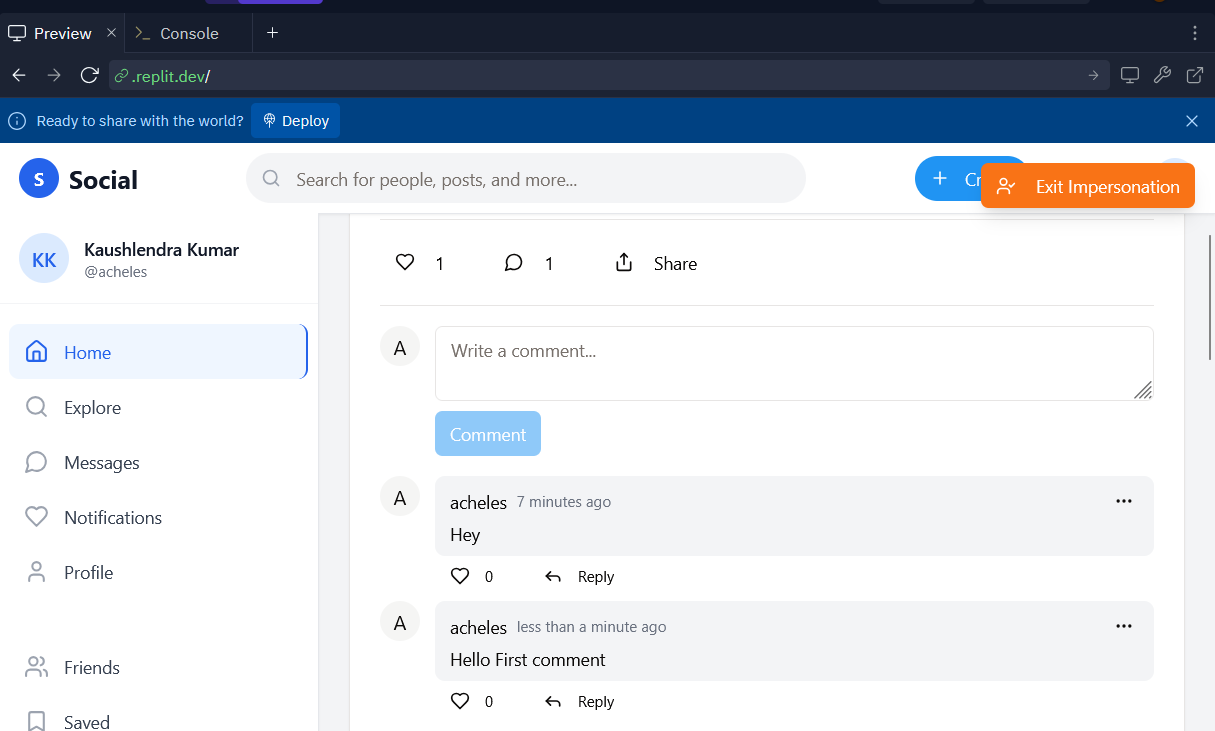 Preview
Console
.replit.dev/
Ready to share with the world?
Deploy
S
Social
Search for people, posts, and more...
Exit Impersonation
KK
Kaushlendra Kumar
@acheles
Home
Explore
Messages
Notifications
Profile
Friends
Saved
1
1
Share
A
Write a comment...
Comment
A
acheles 7 minutes ago
Hey
0
Reply
A
acheles less than a minute ago
Hello First comment
0
Reply